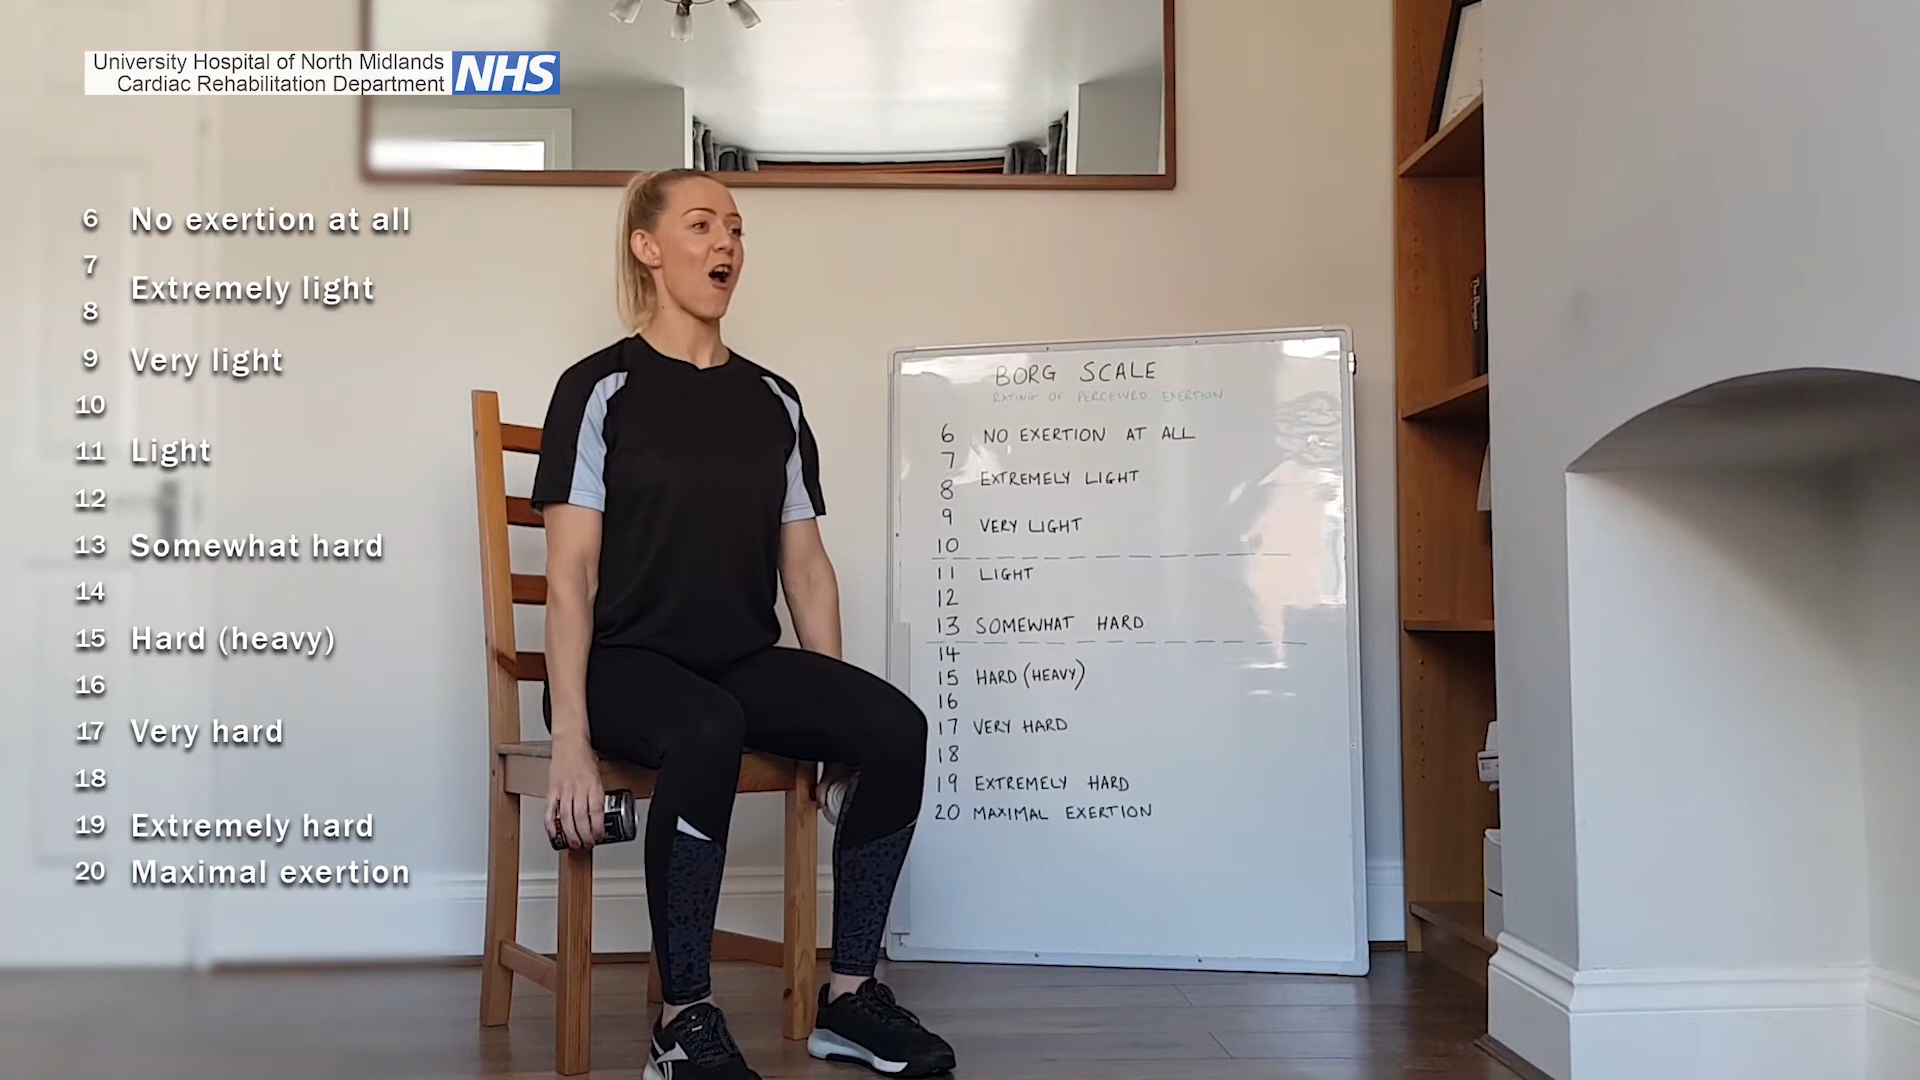 University Hospital of North Midlands
Cardiac Rehabilitation Department
NHS
6 No exertion at all
7
Extremely light
8
9 Very light
10
11 Light
12
13 Somewhat hard
14
15 Hard (heavy)
16
17 Very hard
18
19 Extremely hard
20 Maximal exertion
BORG SCALE
RATING OF PERCEIVED EXERTION
6 NO EXERTION AT ALL
7
EXTREMELY LIGHT
8
9 VERY LIGHT
10
11 LIGHT
12
13 SOMEWHAT HARD
14
15 HARD (HEAVY)
16
17 VERY HARD
18
19 EXTREMELY HARD
20 MAXIMAL EXERTION